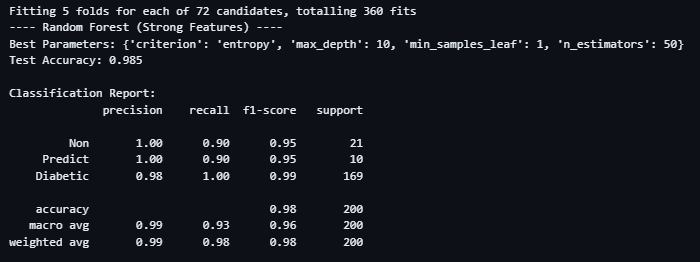 Fitting 5 folds for each of 72 candidates, totalling 360 fits
---- Random Forest (Strong Features) ----
Best Parameters: {'criterion': 'entropy', 'max_depth': 10, 'min_samples_leaf': 1, 'n_estimators': 50}
Test Accuracy: 0.985
Classification Report:
precision recall f1-score support
Non 1.00 0.90 0.95 21
Predict 1.00 0.90 0.95 10
Diabetic 0.98 1.00 0.99 169
accuracy 0.98 200
macro avg 0.99 0.93 0.96 200
weighted avg 0.99 0.98 0.98 200